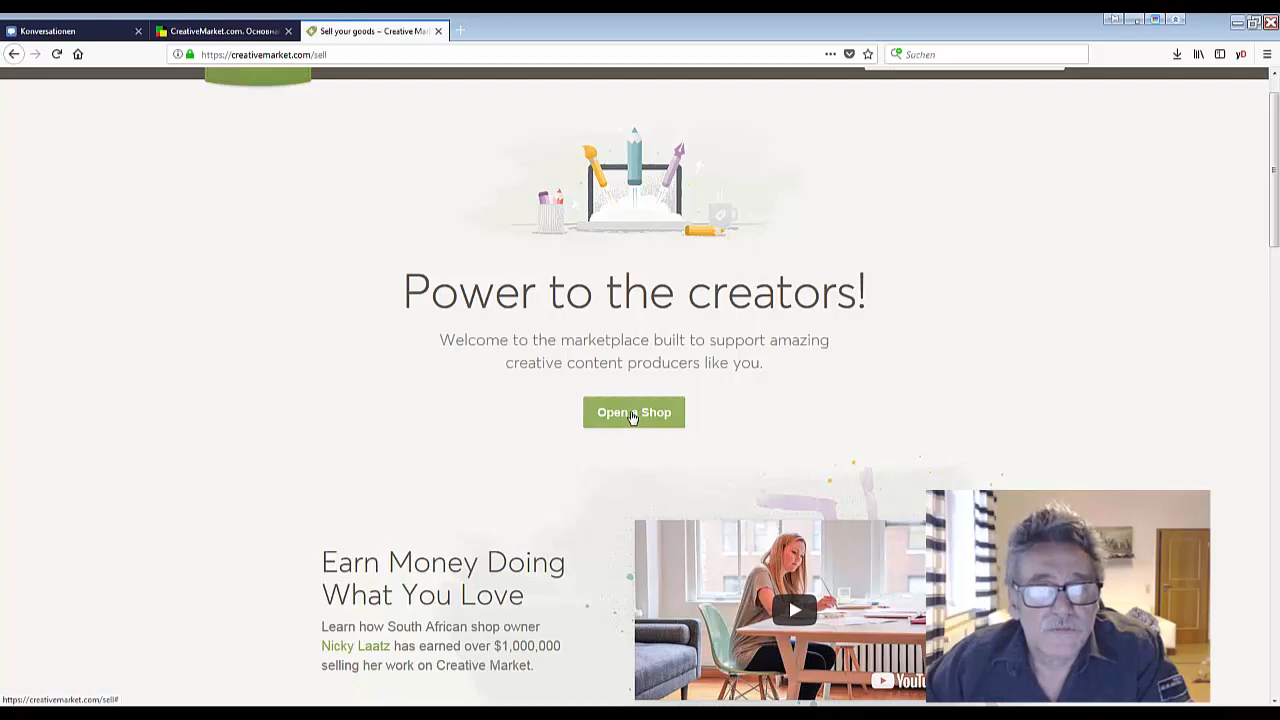 Konversationen
CreativeMarket.com. Основна
Sell your goods ~ Creative Mar
https://creativemarket.com/sell
Suchen
Power to the creators!
Welcome to the marketplace built to support amazing
creative content producers like you.
Open a Shop
Earn Money Doing
What You Love
Learn how South African shop owner
Nicky Laatz has earned over $1,000,000
selling her work on Creative Market.
YouTu
https://creativemarket.com/sell#